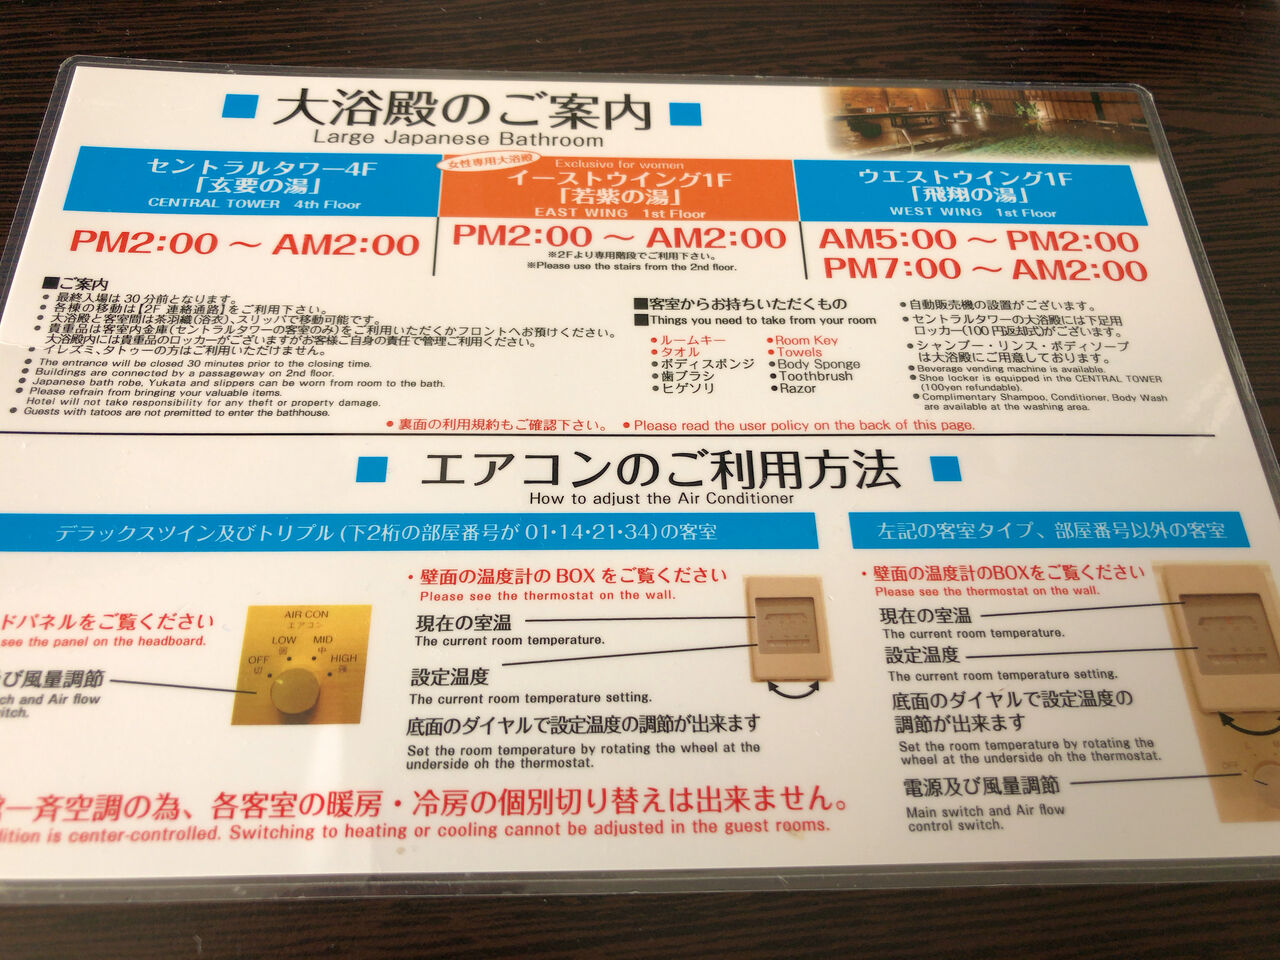 ■ 大浴殿のご案内 ■
Large Japanese Bathroom
セントラルタワー4F
「玄要の湯」
CENTRAL TOWER 4th Floor
PM2:00 ～ AM2:00
女性専用大浴殿
Exclusive for women
イーストウイング1F
「若紫の湯」
EAST WING 1st Floor
PM2:00 ～ AM2:00
※2Fより専用階段でご利用下さい。
※Please use the stairs from the 2nd floor.
ウエストウイング1F
「飛翔の湯」
WEST WING 1st Floor
AM5:00 ～ PM2:00
PM7:00 ～ AM2:00
■ご案内
● 最終入場は30分前となります。
● 各棟の移動は【2F 連絡通路】をご利用下さい。
● 大浴殿と客室間は茶羽織(浴衣)、スリッパで移動可能です。
● 貴重品は客室内金庫(セントラルタワーの客室のみ)をご利用いただくかフロントへお預けください。
大浴殿内には貴重品のロッカーがございますがお客様ご自身の責任で管理ご利用ください。
● イレズミ、タトゥーの方はご利用いただけません。
● The entrance will be closed 30 minutes prior to the closing time.
● Buildings are connected by a passageway on 2nd floor.
● Japanese bath robe, Yukata and slippers can be worn from room to the bath.
● Please refrain from bringing your valuable items.
Hotel will not take responsibility for any theft or property damage.
● Guests with tatoos are not premitted to enter the bathhouse.
■客室からお持ちいただくもの
■Things you need to take from your room
●ルームキー ●Room Key
●タオル ●Towels
●ボディスポンジ ●Body Sponge
●歯ブラシ ●Toothbrush
●ヒゲソリ ●Razor
●自動販売機の設置がございます。
●セントラルタワーの大浴殿には下足用
ロッカー(100円返却式)がございます。
●シャンプー・リンス・ボディソープ
は大浴殿にご用意しております。
●Beverage vending machine is available.
●Shoe locker is equipped in the CENTRAL TOWER
(100yen refundable).
●Complimentary Shampoo, Conditioner, Body Wash
are available at the washing area.
●裏面の利用規約もご確認下さい。 ●Please read the user policy on the back of this page.
■ エアコンのご利用方法 ■
How to adjust the Air Conditioner
デラックスツイン及びトリプル(下2桁の部屋番号が 01・14・21・34)の客室
ドパネルをご覧ください
see the panel on the headboard.
び風量調節
ch and Air flow
itch.
AIR CON
エアコン
LOW MID
弱 中
OFF HIGH
切 強
・壁面の温度計のBOXをご覧ください
Please see the thermostat on the wall.
現在の室温
The current room temperature.
設定温度
The current room temperature setting.
底面のダイヤルで設定温度の調節が出来ます
Set the room temperature by rotating the wheel at the
underside oh the thermostat.
左記の客室タイプ、部屋番号以外の客室
・壁面の温度計のBOXをご覧ください
Please see the thermostat on the wall.
現在の室温
The current room temperature.
設定温度
The current room temperature setting.
底面のダイヤルで設定温度の
調節が出来ます
Set the room temperature by rotating the
wheel at the underside oh the thermostat.
電源及び風量調節
Main switch and Air flow
control switch.
OFF
一斉空調の為、各客室の暖房・冷房の個別切り替えは出来ません。
dition is center-controlled. Switching to heating or cooling cannot be adjusted in the guest rooms.